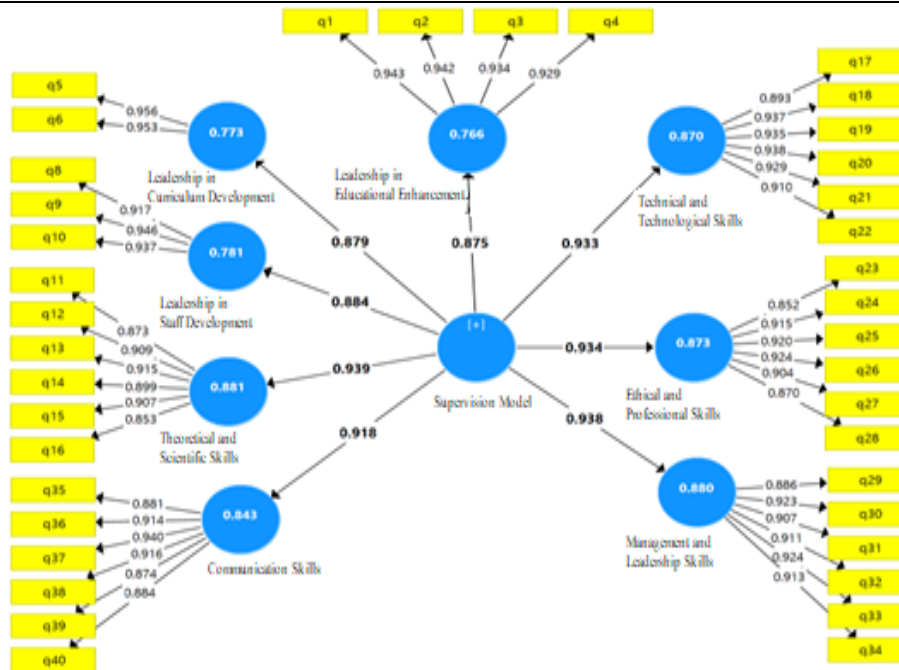 q1
q2
q3
q4
0.943
0.942
0.934
0.929
0.766
Leadership in
Educational Enhancement
0.875
q5
q6
0.956
0.953
0.773
Leadership in
Curriculum Development
0.879
q8
q9
q10
0.917
0.946
0.937
0.781
Leadership in
Staff Development
0.884
q11
q12
q13
q14
q15
q16
0.873
0.909
0.915
0.899
0.907
0.853
0.881
Theoretical and
Scientific Skills
0.939
q35
q36
q37
q38
q39
q40
0.881
0.914
0.940
0.916
0.874
0.884
0.843
Communication Skills
0.918
[+]
Supervision Model
q17
q18
q19
q20
q21
q22
0.893
0.937
0.935
0.938
0.929
0.910
0.870
Technical and
Technological Skills
0.933
q23
q24
q25
q26
q27
q28
0.852
0.915
0.920
0.924
0.904
0.870
0.873
Ethical and
Professional Skills
0.934
q29
q30
q31
q32
q33
q34
0.886
0.923
0.907
0.911
0.924
0.913
0.880
Management and
Leadership Skills
0.938